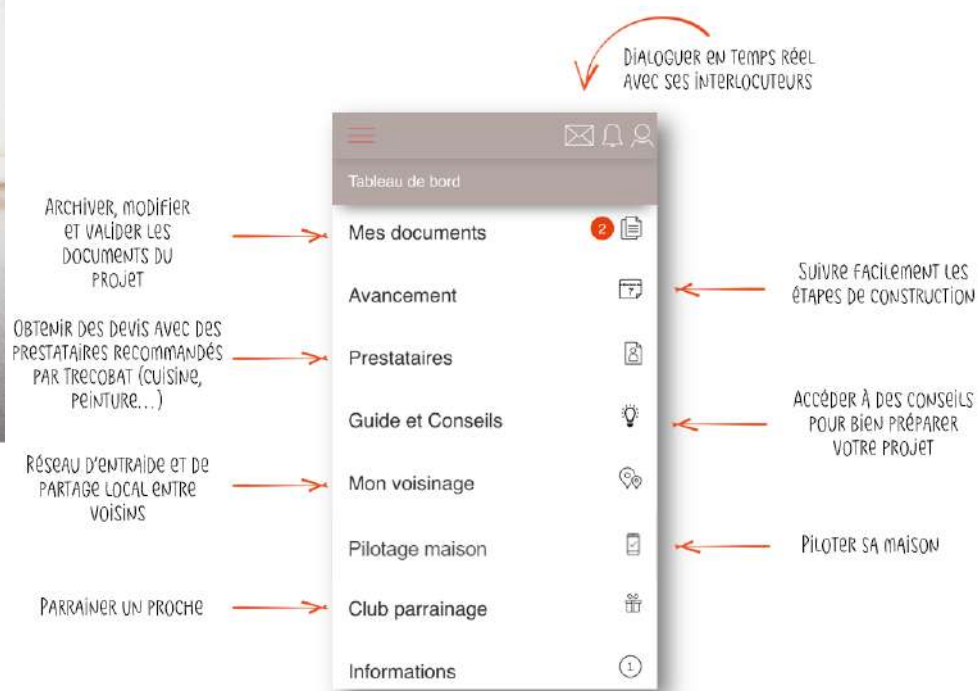 DIALOGUER EN TEMPS RÉEL
AVEC SES INTERLOCUTEURS
Tableau de bord
ARCHIVER, MODIFIER
ET VALIDER LES
DOCUMENTS DU
PROJET
Mes documents
2
Avancement
7
SUIVRE FACILEMENT LES
ÉTAPES DE CONSTRUCTION
OBTENIR DES DEVIS AVEC DES
PRESTATAIRES RECOMMANDÉS
PAR TRECOBAT (CUISINE,
PEINTURE...)
Prestataires
Guide et Conseils
ACCÉDER À DES CONSEILS
POUR BIEN PRÉPARER
VOTRE PROJET
RÉSEAU D'ENTRAIDE ET DE
PARTAGE LOCAL ENTRE
VOISINS
Mon voisinage
Pilotage maison
PILOTER SA MAISON
PARRAINER UN PROCHE
Club parrainage
Informations
1